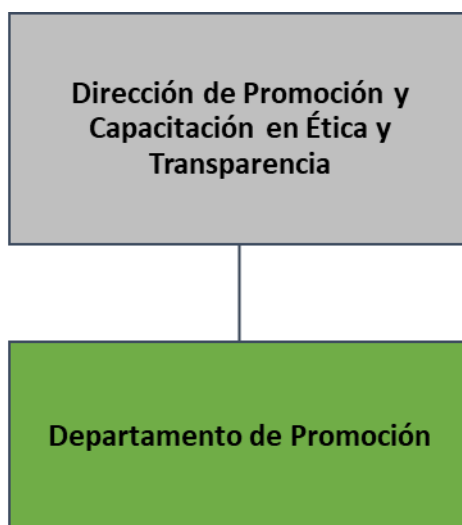 Dirección de Promoción y
Capacitación en Ética y
Transparencia
Departamento de Promoción